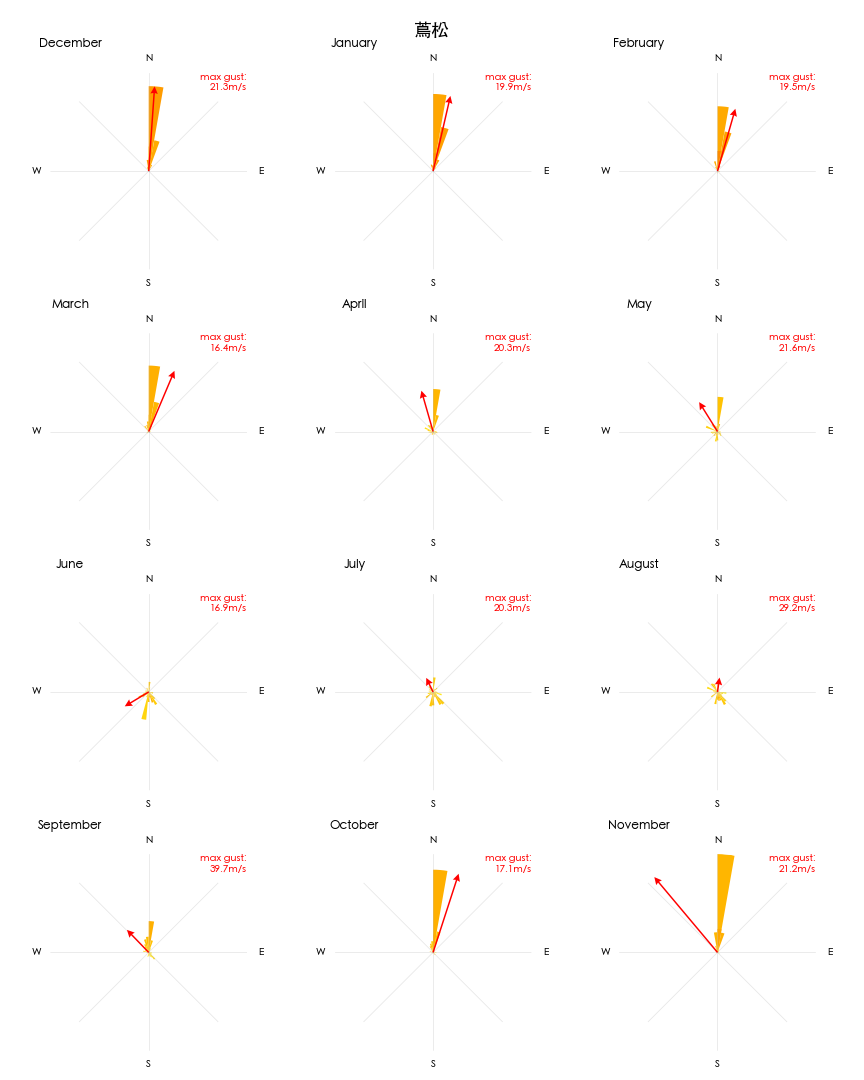 蔦松
December
N
max gust:
21.3m/s
W
E
S
January
N
max gust:
19.9m/s
W
E
February
N
max gust:
19.5m/s
W
E
S
March
N
max gust:
16.4m/s
W
E
April
N
max gust:
20.3m/s
W
E
S
May
N
max gust:
21.6m/s
W
E
S
June
N
max gust:
16.9m/s
W
E
S
July
N
max gust:
20.3m/s
W
E
S
August
N
max gust:
29.2m/s
W
E
S
September
N
max gust:
39.7m/s
W
E
S
October
N
max gust:
17.1m/s
W
E
S
November
N
max gust:
21.2m/s
W
E
S